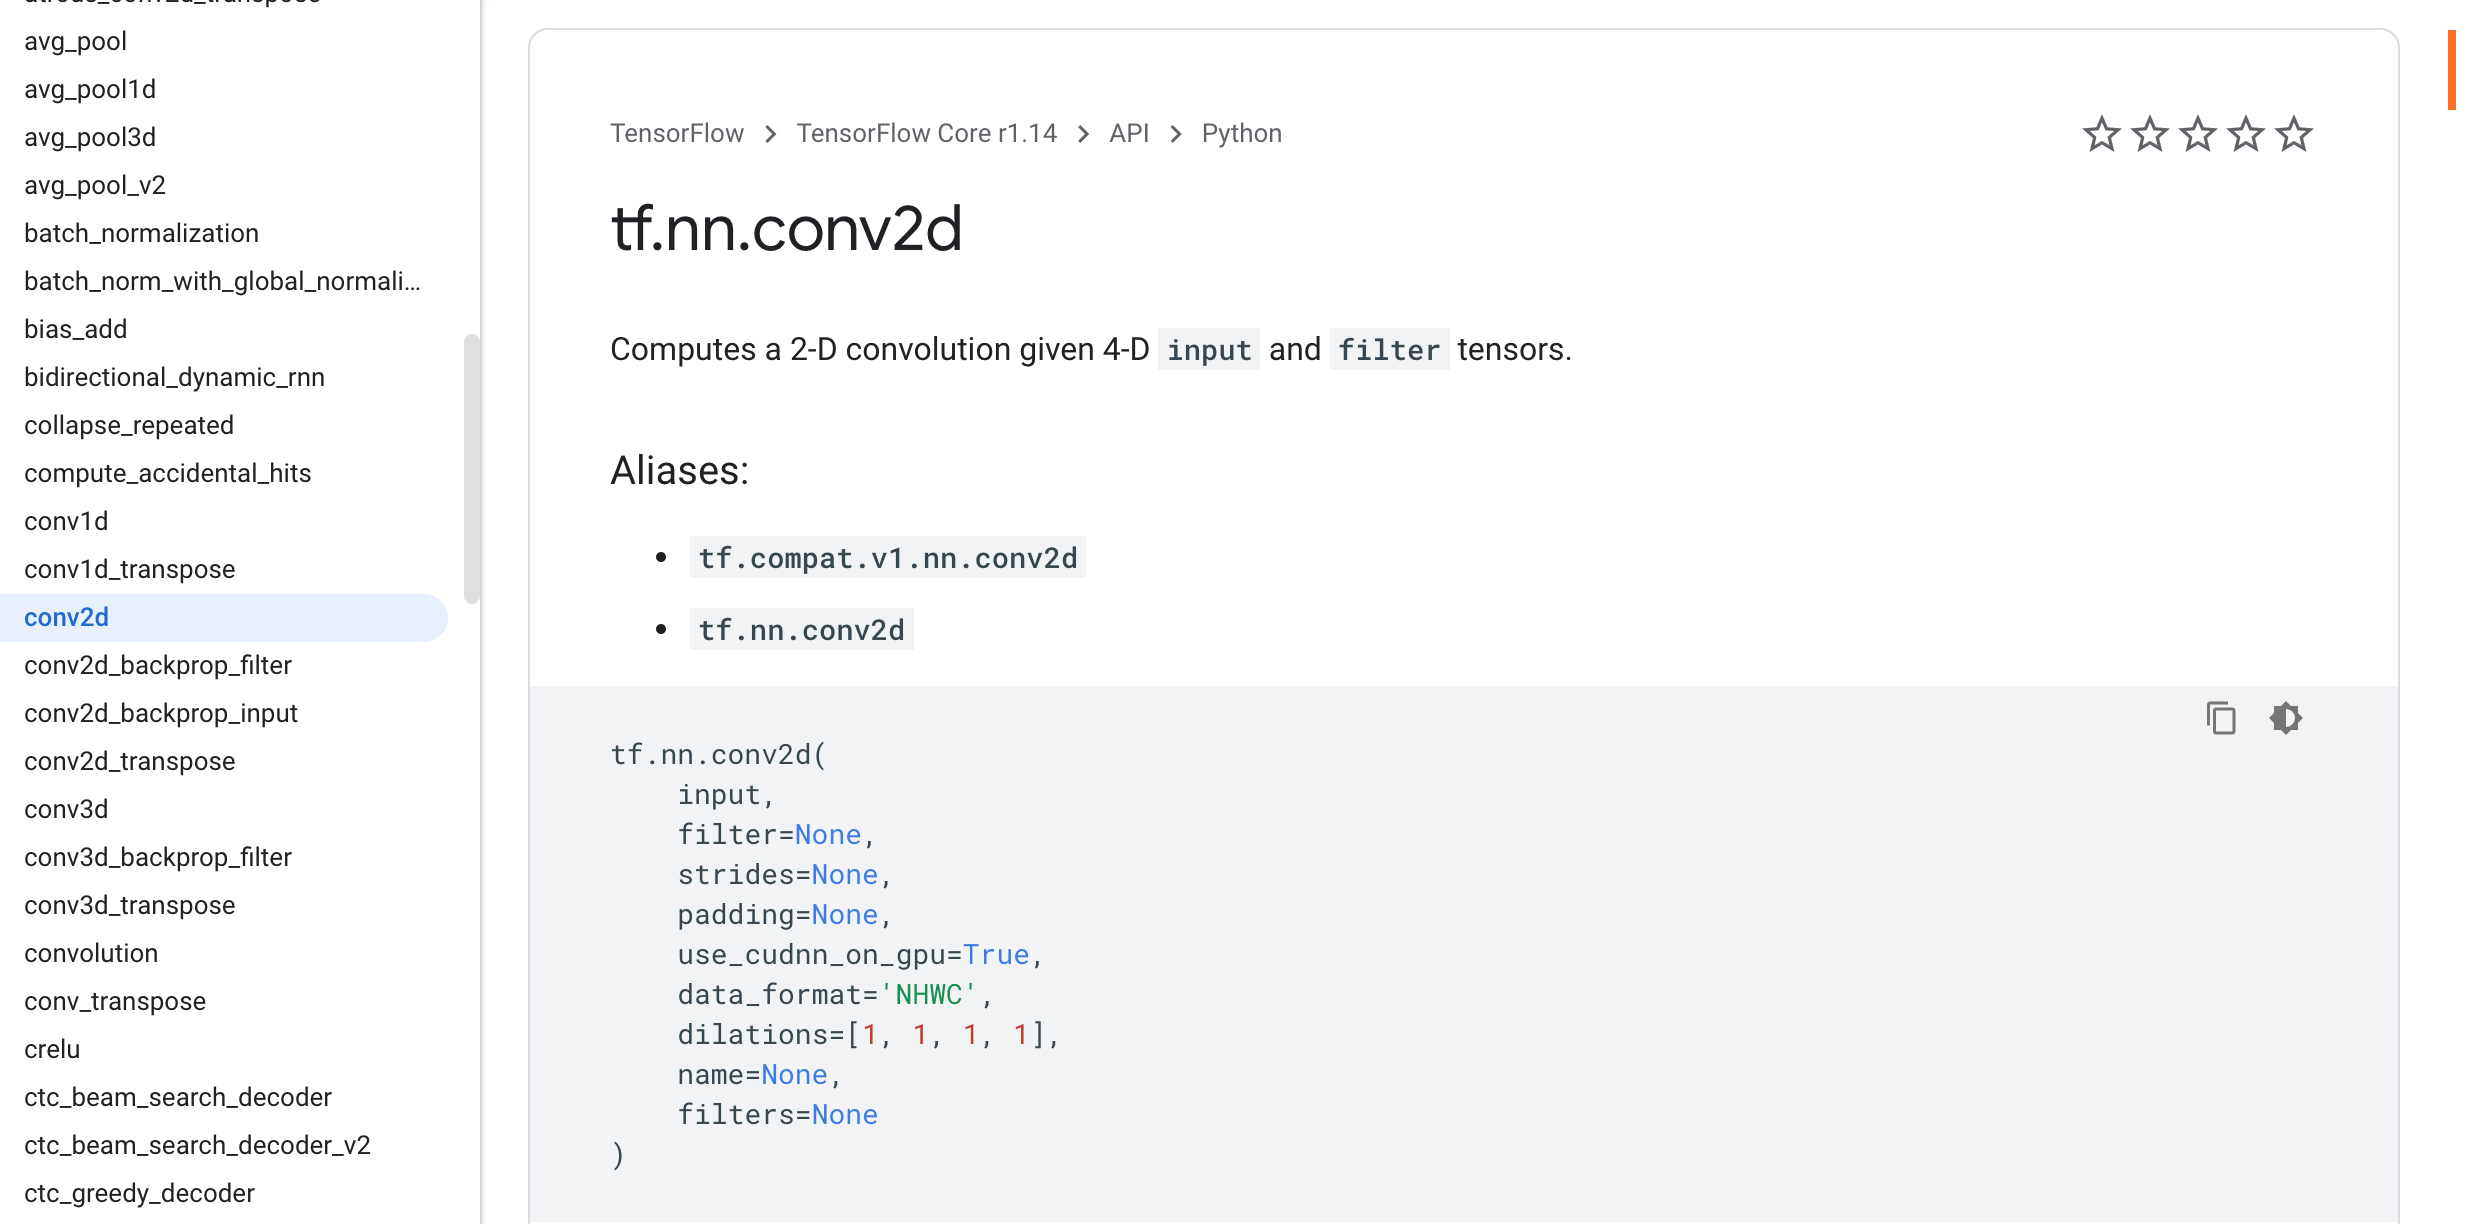 avg_pool
avg_pool1d
avg_pool3d
avg_pool_v2
batch_normalization
batch_norm_with_global_normali...
bias_add
bidirectional_dynamic_rnn
collapse_repeated
compute_accidental_hits
conv1d
conv1d_transpose
conv2d
conv2d_backprop_filter
conv2d_backprop_input
conv2d_transpose
conv3d
conv3d_backprop_filter
conv3d_transpose
convolution
conv_transpose
crelu
ctc_beam_search_decoder
ctc_beam_search_decoder_v2
ctc_greedy_decoder
TensorFlow > TensorFlow Core r1.14 > API > Python
tf.nn.conv2d
Computes a 2-D convolution given 4-D input and filter tensors.
Aliases:
• tf.compat.v1.nn.conv2d
• tf.nn.conv2d
tf.nn.conv2d(
    input,
    filter=None,
    strides=None,
    padding=None,
    use_cudnn_on_gpu=True,
    data_format='NHWC',
    dilations=[1, 1, 1, 1],
    name=None,
    filters=None
)